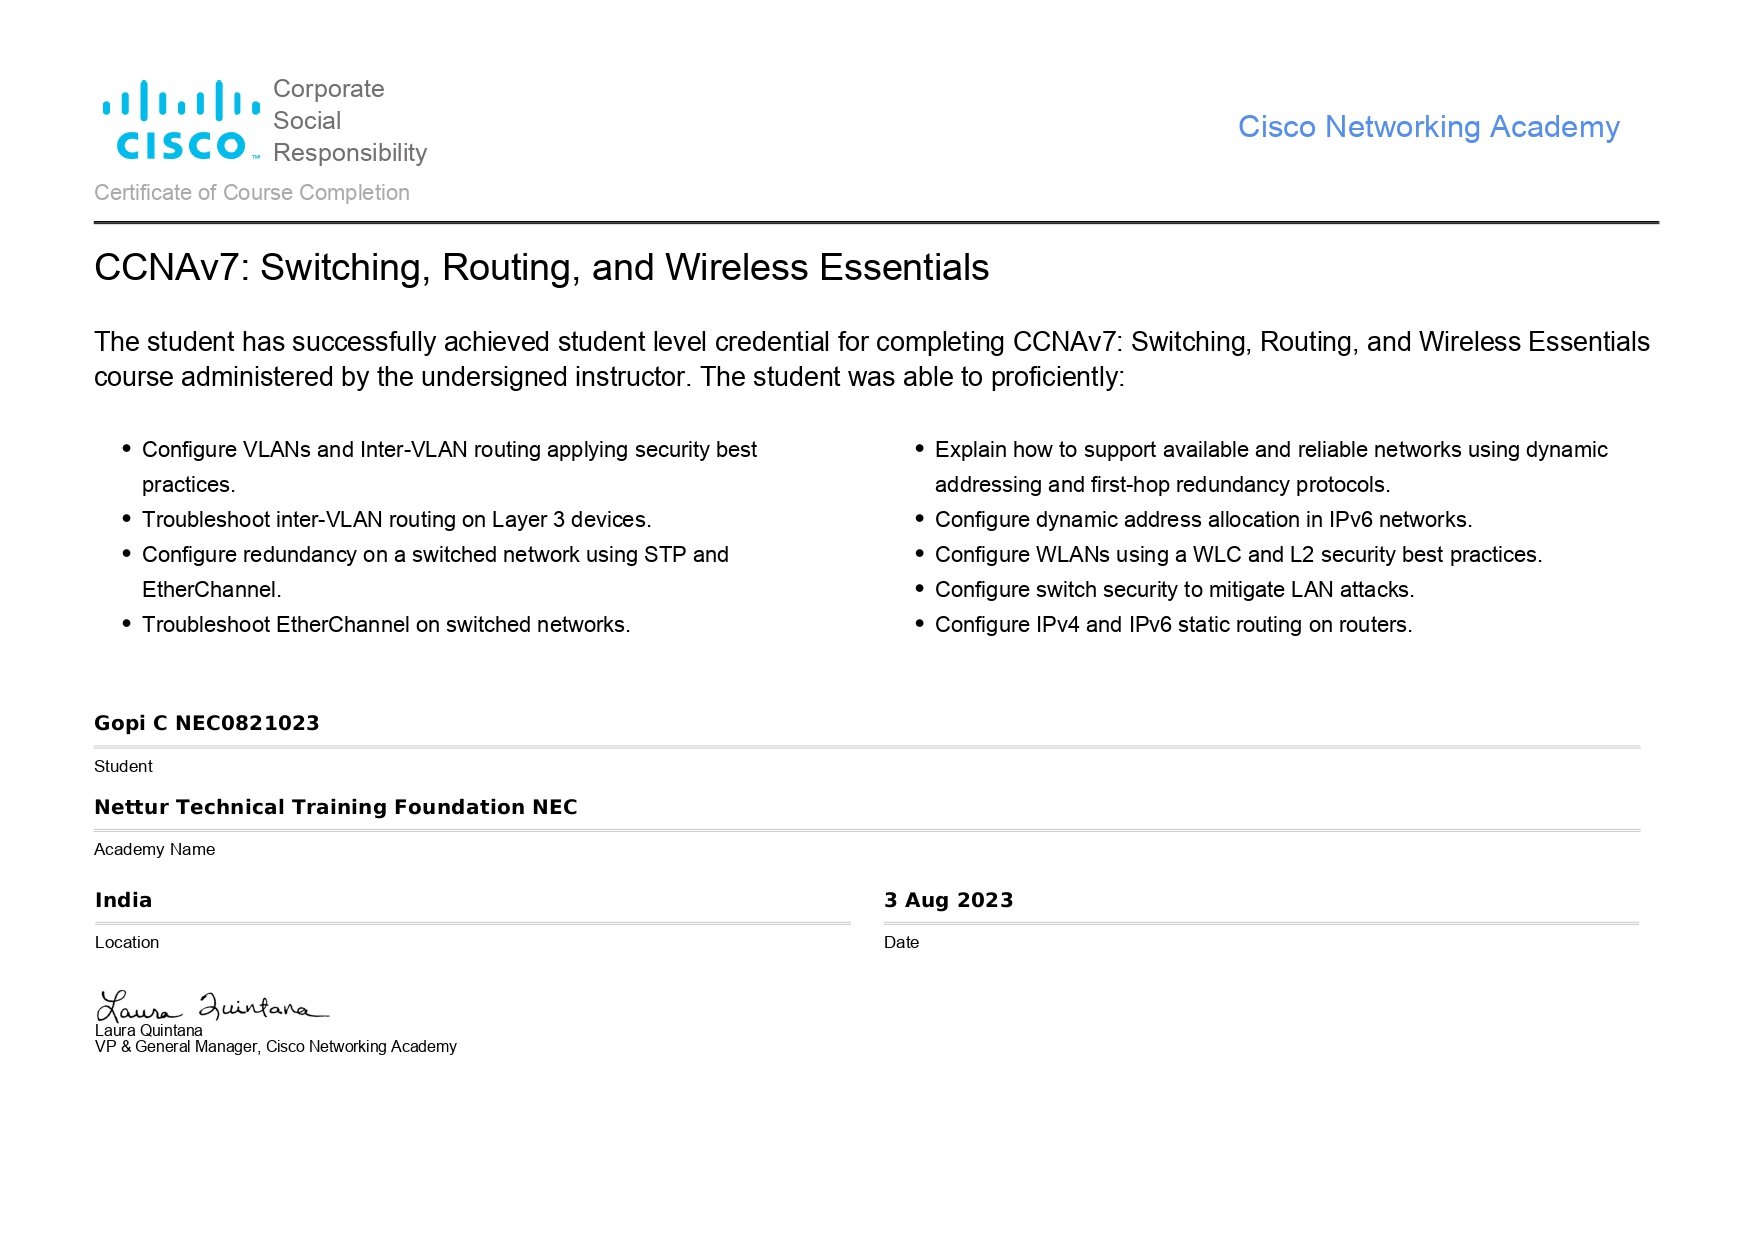 Corporate
Social
Responsibility
CISCO™
Cisco Networking Academy
Certificate of Course Completion
CCNAv7: Switching, Routing, and Wireless Essentials
The student has successfully achieved student level credential for completing CCNAv7: Switching, Routing, and Wireless Essentials
course administered by the undersigned instructor. The student was able to proficiently:
• Configure VLANs and Inter-VLAN routing applying security best
practices.
• Troubleshoot inter-VLAN routing on Layer 3 devices.
• Configure redundancy on a switched network using STP and
EtherChannel.
• Troubleshoot EtherChannel on switched networks.
• Explain how to support available and reliable networks using dynamic
addressing and first-hop redundancy protocols.
• Configure dynamic address allocation in IPv6 networks.
• Configure WLANs using a WLC and L2 security best practices.
• Configure switch security to mitigate LAN attacks.
• Configure IPv4 and IPv6 static routing on routers.
Gopi C NEC0821023
Student
Nettur Technical Training Foundation NEC
Academy Name
India
Location
3 Aug 2023
Date
Laura Quintana
Laura Quintana
VP & General Manager, Cisco Networking Academy